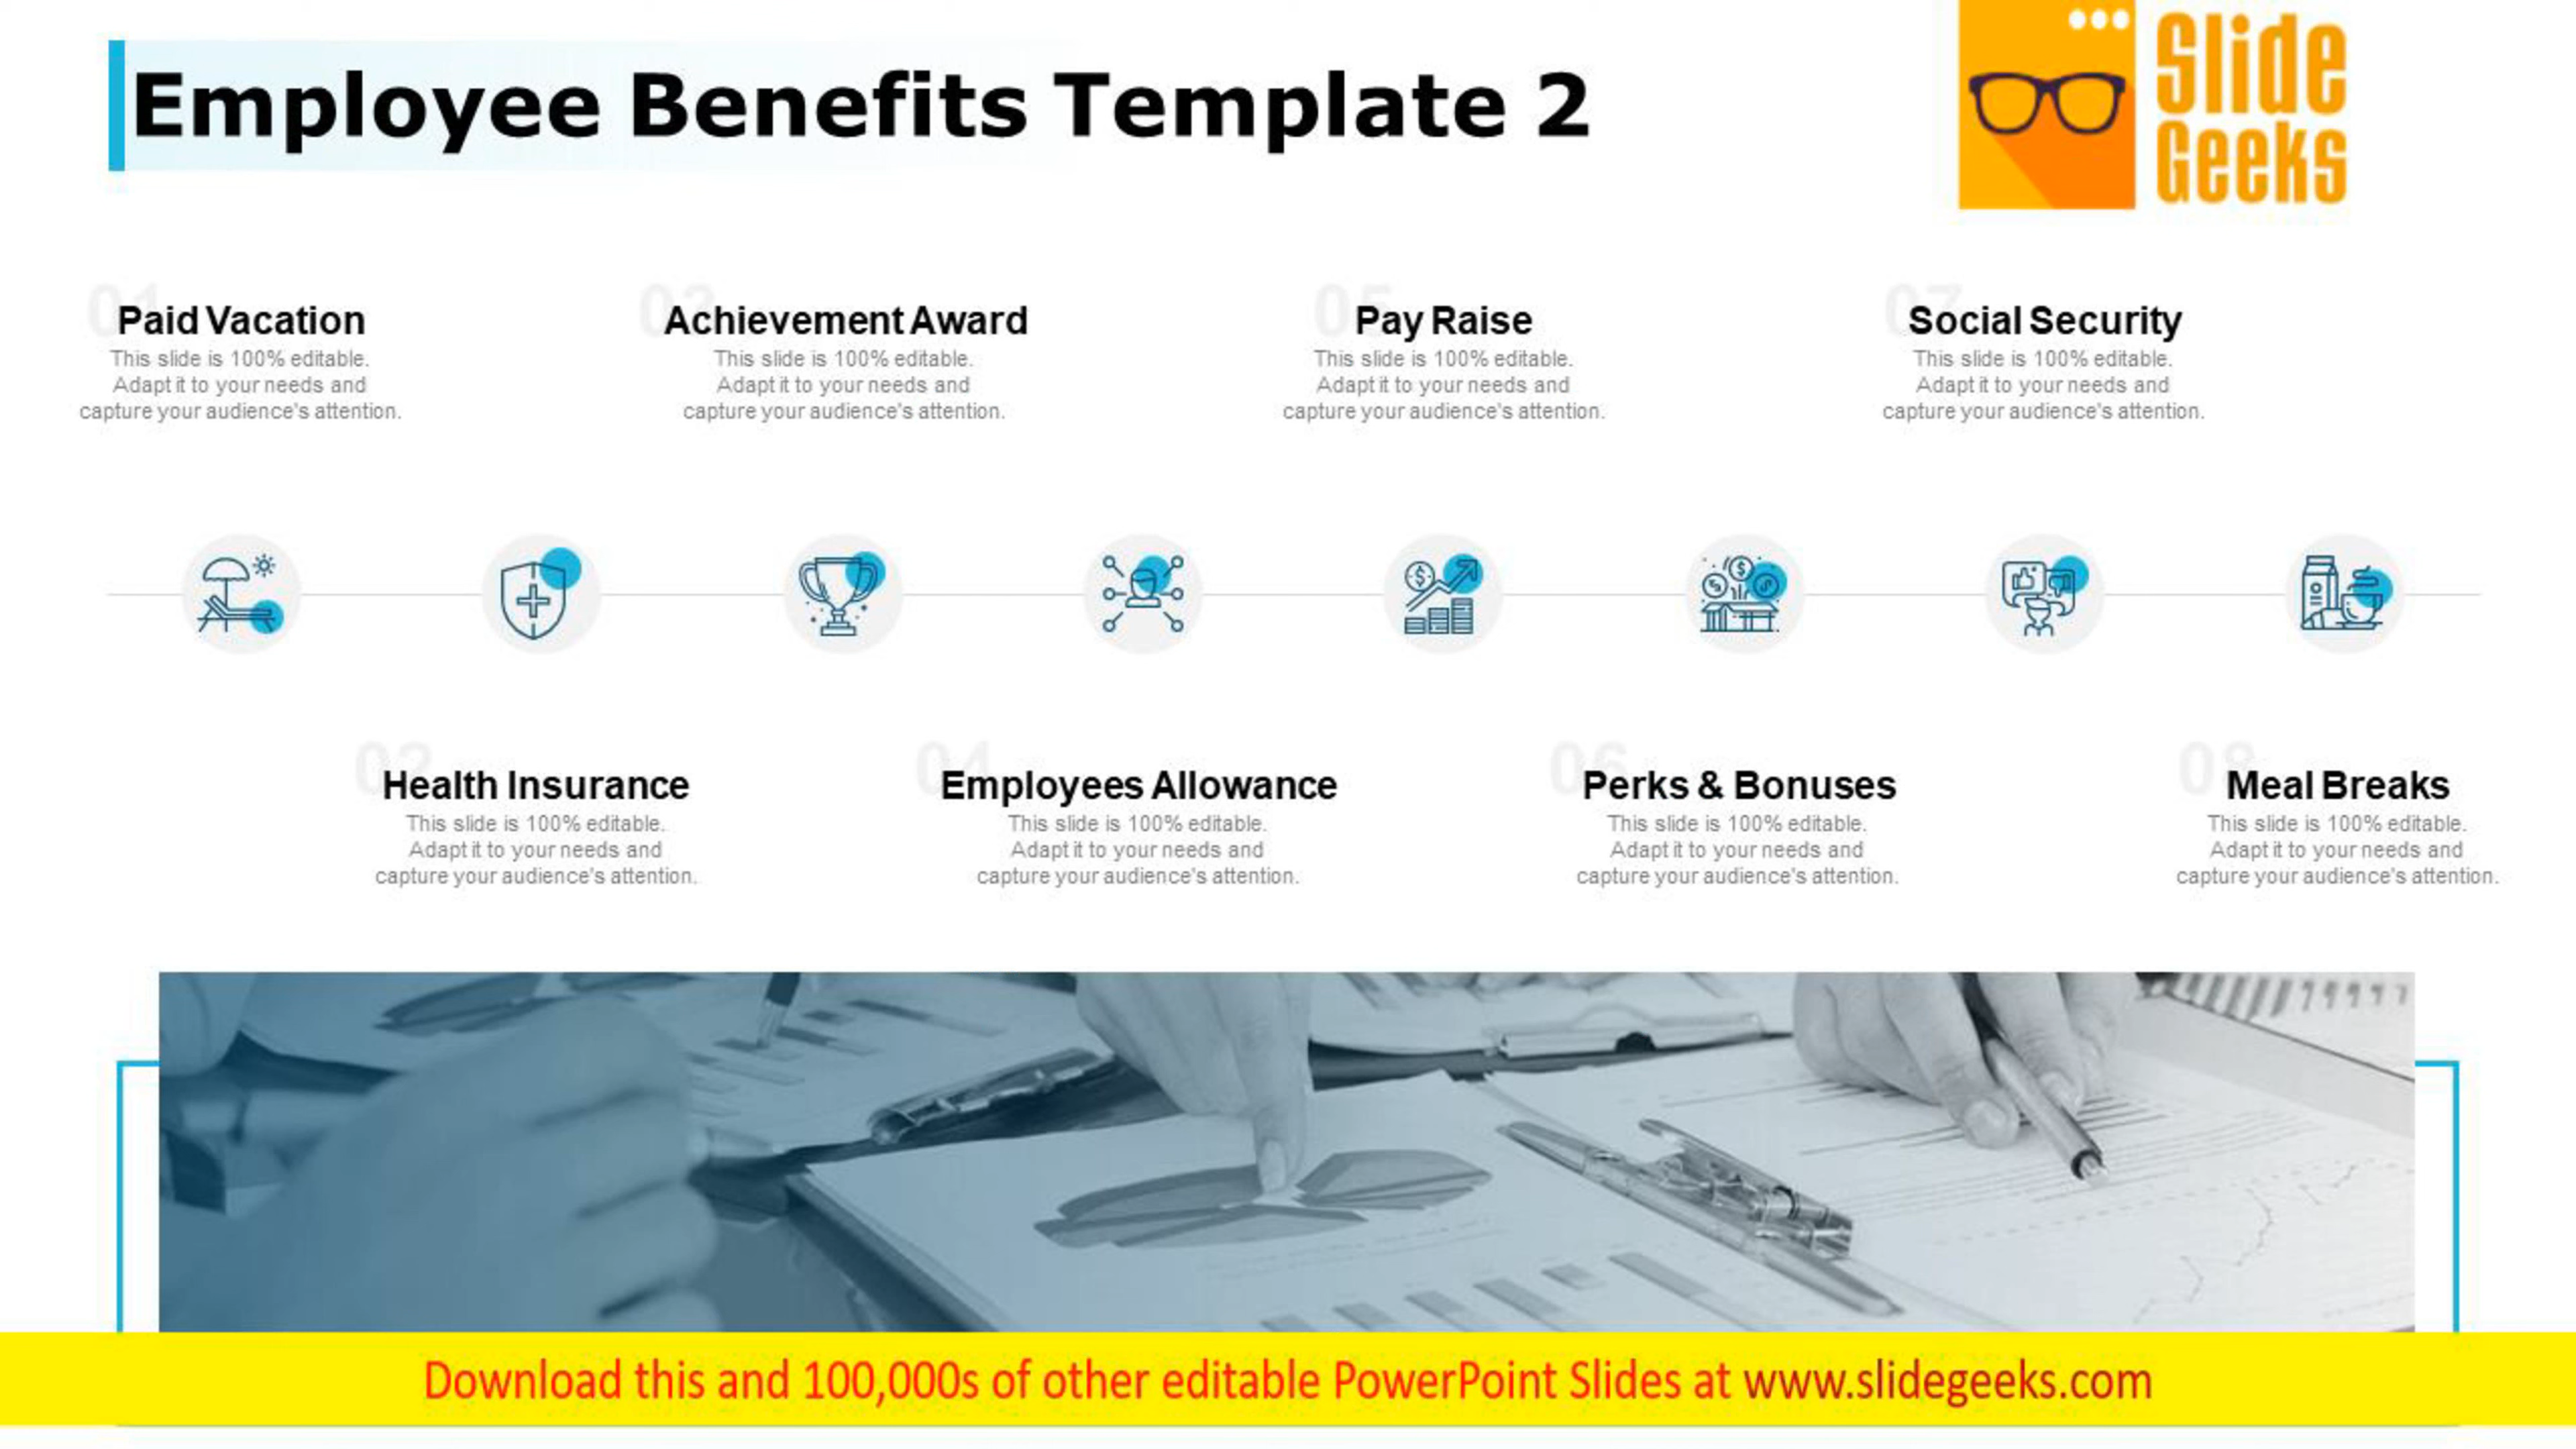 Employee Benefits Template 2
Slide
Geeks
01
Paid Vacation
This slide is 100% editable.
Adapt it to your needs and
capture your audience's attention.
03
Achievement Award
This slide is 100% editable.
Adapt it to your needs and
capture your audience's attention.
05
Pay Raise
This slide is 100% editable.
Adapt it to your needs and
capture your audience's attention.
07
Social Security
This slide is 100% editable.
Adapt it to your needs and
capture your audience's attention.
02
Health Insurance
This slide is 100% editable.
Adapt it to your needs and
capture your audience's attention.
04
Employees Allowance
This slide is 100% editable.
Adapt it to your needs and
capture your audience's attention.
06
Perks & Bonuses
This slide is 100% editable.
Adapt it to your needs and
capture your audience's attention.
08
Meal Breaks
This slide is 100% editable.
Adapt it to your needs and
capture your audience's attention.
Download this and 100,000s of other editable PowerPoint Slides at www.slidegeeks.com